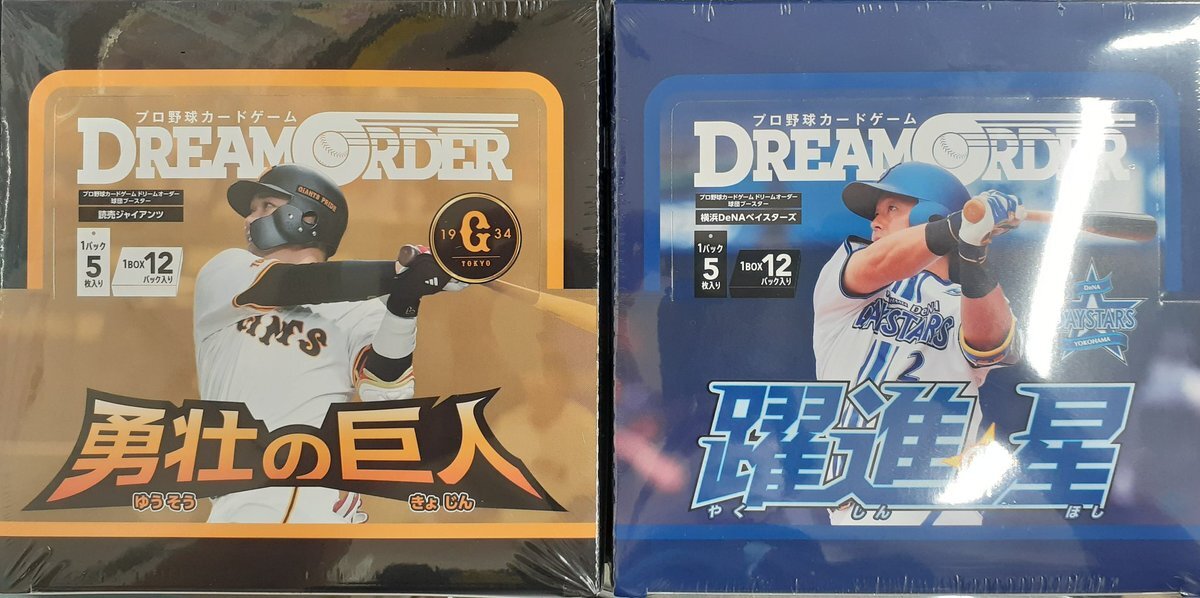 プロ野球カードゲーム
DREAM ORDER
プロ野球カードゲーム ドリームオーダー
球団ブースター
読売ジャイアンツ
1パック
5
枚入り
1BOX 12
パック入り
GIANTS PRIDE
19 G 34
TOKYO
勇壮の巨人
ゆうそう きょじん
プロ野球カードゲーム
DREAM ORDER
プロ野球カードゲーム ドリームオーダー
球団ブースター
横浜DeNAベイスターズ
1パック
5
枚入り
1BOX 12
パック入り
DeNA
BAYSTARS
2
DeNA
BAYSTARS
YOKOHAMA
躍進星
やくしん ほし